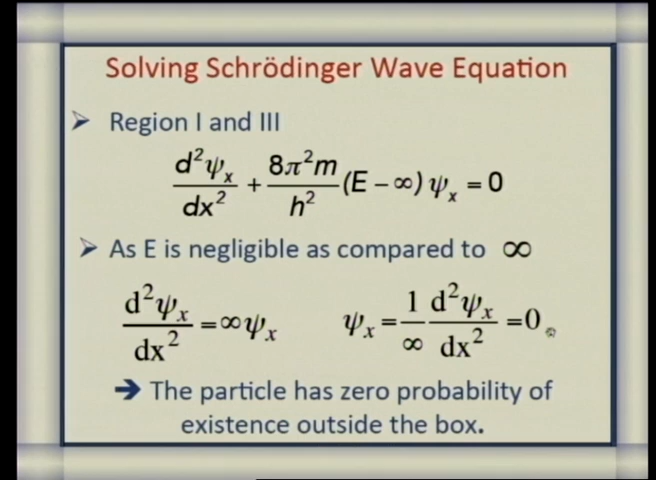 Solving Schrödinger Wave Equation
➢ Region I and III
d²ψₓ/dx² + 8π²m/h² (E – ∞) ψₓ = 0
➢ As E is negligible as compared to ∞
d²ψₓ/dx² = ∞ψₓ    ψₓ = 1/∞ d²ψₓ/dx² = 0
➔ The particle has zero probability of
existence outside the box.